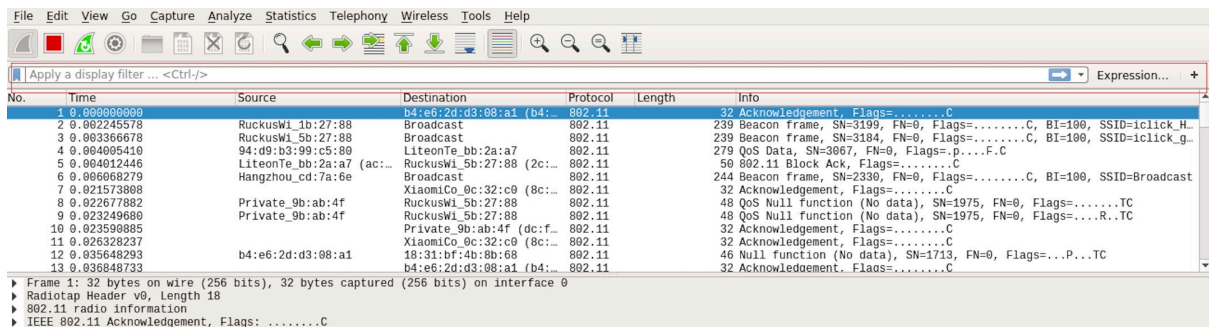 File Edit View Go Capture Analyze Statistics Telephony Wireless Tools Help
Apply a display filter ... <Ctrl-/> Expression... +
No. Time Source Destination Protocol Length Info
1 0.000000000 b4:e6:2d:d3:08:a1 (b4:… 802.11 32 Acknowledgement, Flags=........C
2 0.002245578 RuckusWi_1b:27:88 Broadcast 802.11 239 Beacon frame, SN=3199, FN=0, Flags=........C, BI=100, SSID=iclick_H…
3 0.003366678 RuckusWi_5b:27:88 Broadcast 802.11 239 Beacon frame, SN=3184, FN=0, Flags=........C, BI=100, SSID=iclick_g…
4 0.004005410 94:d9:b3:99:c5:80 LiteonTe_bb:2a:a7 802.11 279 QoS Data, SN=3067, FN=0, Flags=.p....F.C
5 0.004012446 LiteonTe_bb:2a:a7 (ac:… RuckusWi_5b:27:88 (2c:… 802.11 50 802.11 Block Ack, Flags=........C
6 0.006068279 Hangzhou_cd:7a:6e Broadcast 802.11 244 Beacon frame, SN=2330, FN=0, Flags=........C, BI=100, SSID=Broadcast
7 0.021573808 XiaomiCo_0c:32:c0 (8c:… 802.11 32 Acknowledgement, Flags=........C
8 0.022677882 Private_9b:ab:4f RuckusWi_5b:27:88 802.11 48 QoS Null function (No data), SN=1975, FN=0, Flags=.......TC
9 0.023249680 Private_9b:ab:4f RuckusWi_5b:27:88 802.11 48 QoS Null function (No data), SN=1975, FN=0, Flags=....R..TC
10 0.023590885 Private_9b:ab:4f (dc:f… 802.11 32 Acknowledgement, Flags=........C
11 0.026328237 XiaomiCo_0c:32:c0 (8c:… 802.11 32 Acknowledgement, Flags=........C
12 0.035648293 b4:e6:2d:d3:08:a1 18:31:bf:4b:8b:68 802.11 46 Null function (No data), SN=1713, FN=0, Flags=...P...TC
13 0.036848733 b4:e6:2d:d3:08:a1 (b4:… 802.11 32 Acknowledgement, Flags=........C
Frame 1: 32 bytes on wire (256 bits), 32 bytes captured (256 bits) on interface 0
Radiotap Header v0, Length 18
802.11 radio information
IEEE 802.11 Acknowledgement, Flags: ........C